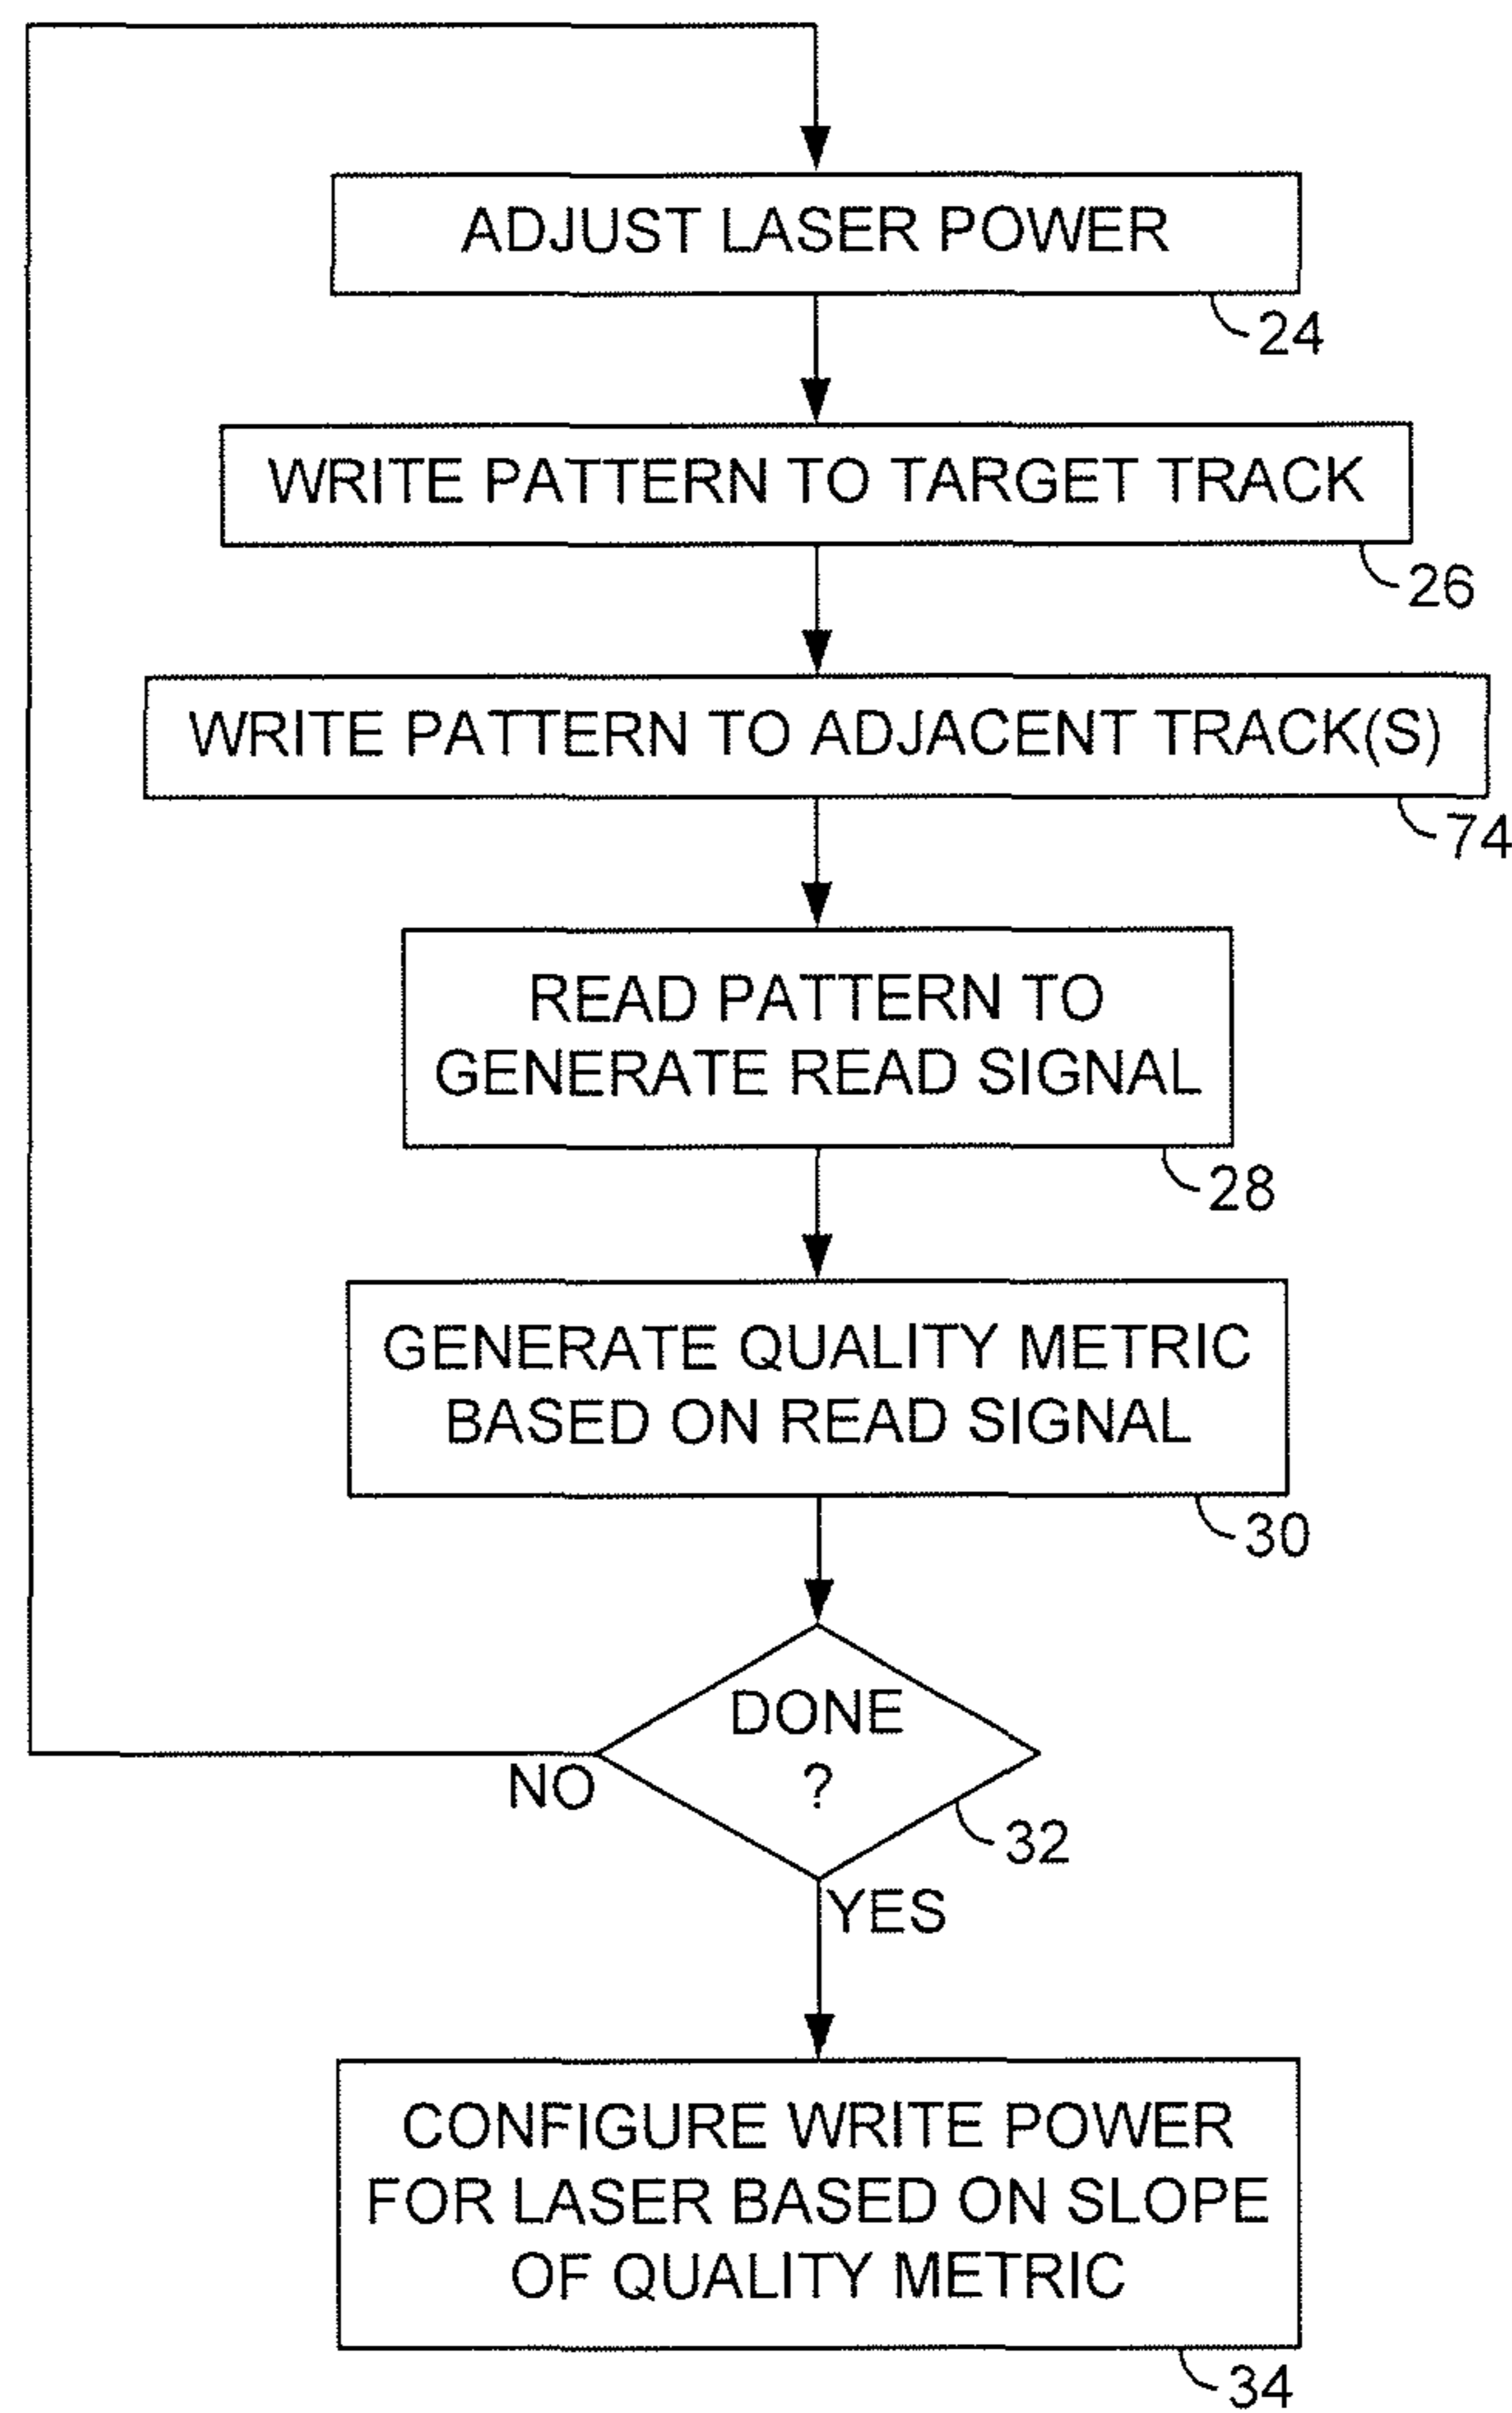 ADJUST LASER POWER
24
WRITE PATTERN TO TARGET TRACK
26
WRITE PATTERN TO ADJACENT TRACK(S)
74
READ PATTERN TO
GENERATE READ SIGNAL
28
GENERATE QUALITY METRIC
BASED ON READ SIGNAL
30
DONE
?
NO
32
YES
CONFIGURE WRITE POWER
FOR LASER BASED ON SLOPE
OF QUALITY METRIC
34